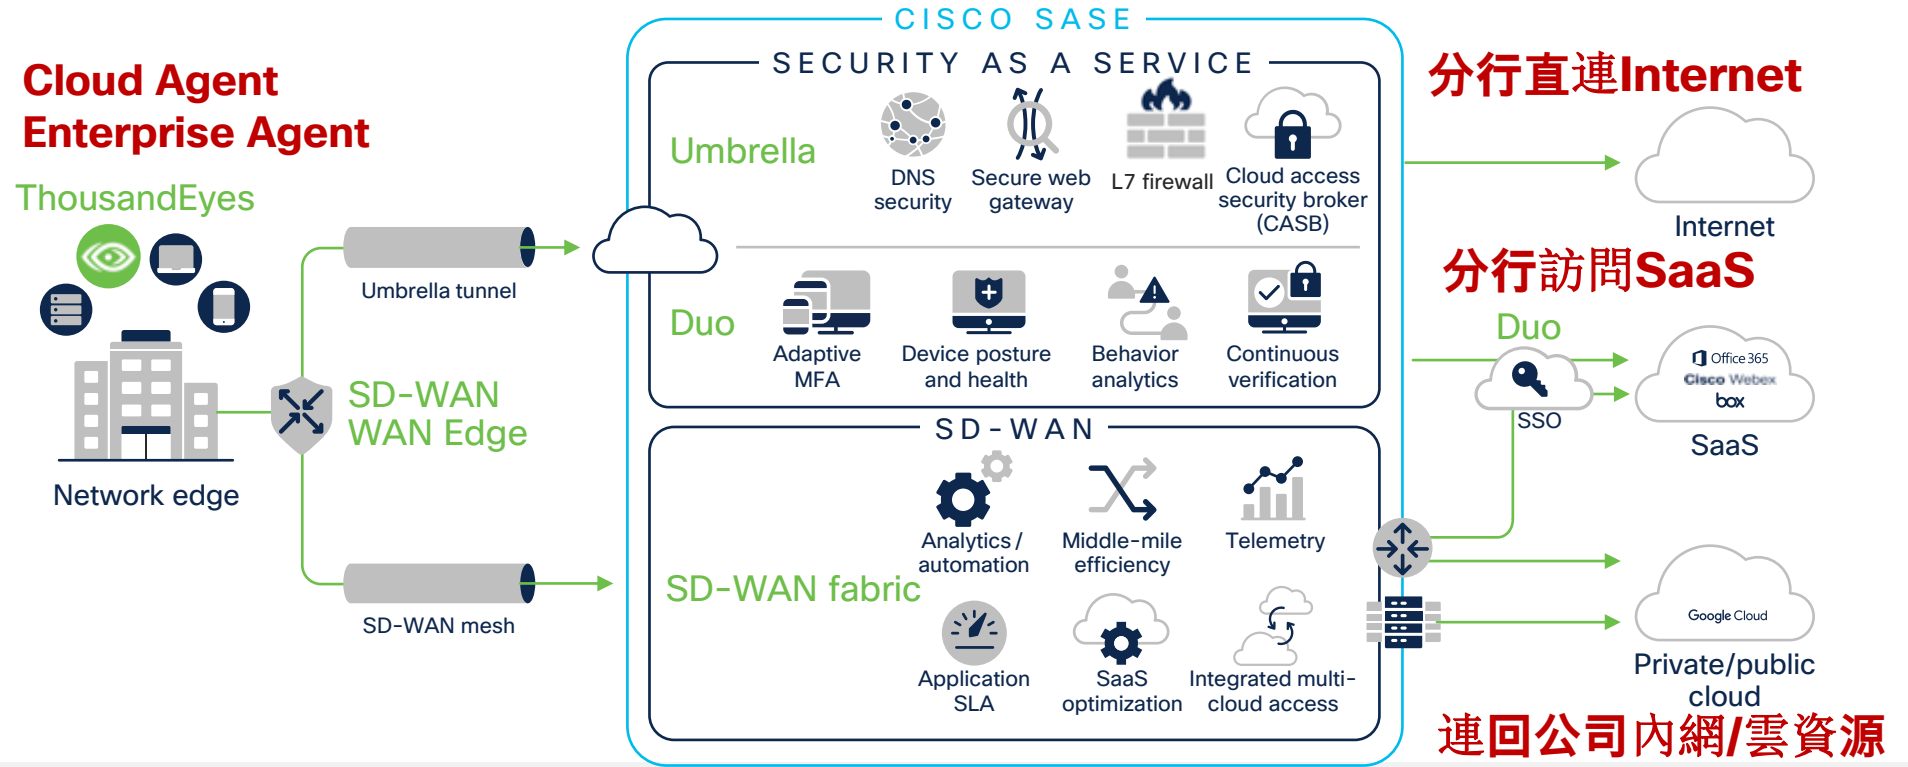 CISCO SASE
SECURITY AS A SERVICE
Cloud Agent
Enterprise Agent
ThousandEyes
Network edge
SD-WAN
WAN Edge
Umbrella tunnel
SD-WAN mesh
Umbrella
DNS
security
Secure web
gateway
L7 firewall
Cloud access
security broker
(CASB)
Duo
Adaptive
MFA
Device posture
and health
Behavior
analytics
Continuous
verification
SD-WAN
SD-WAN fabric
Analytics /
automation
Middle-mile
efficiency
Telemetry
Application
SLA
SaaS
optimization
Integrated multi-
cloud access
分行直連Internet
Internet
分行訪問SaaS
Duo
SSO
Office 365
Cisco Webex
box
SaaS
Google Cloud
Private/public
cloud
連回公司內網/雲資源